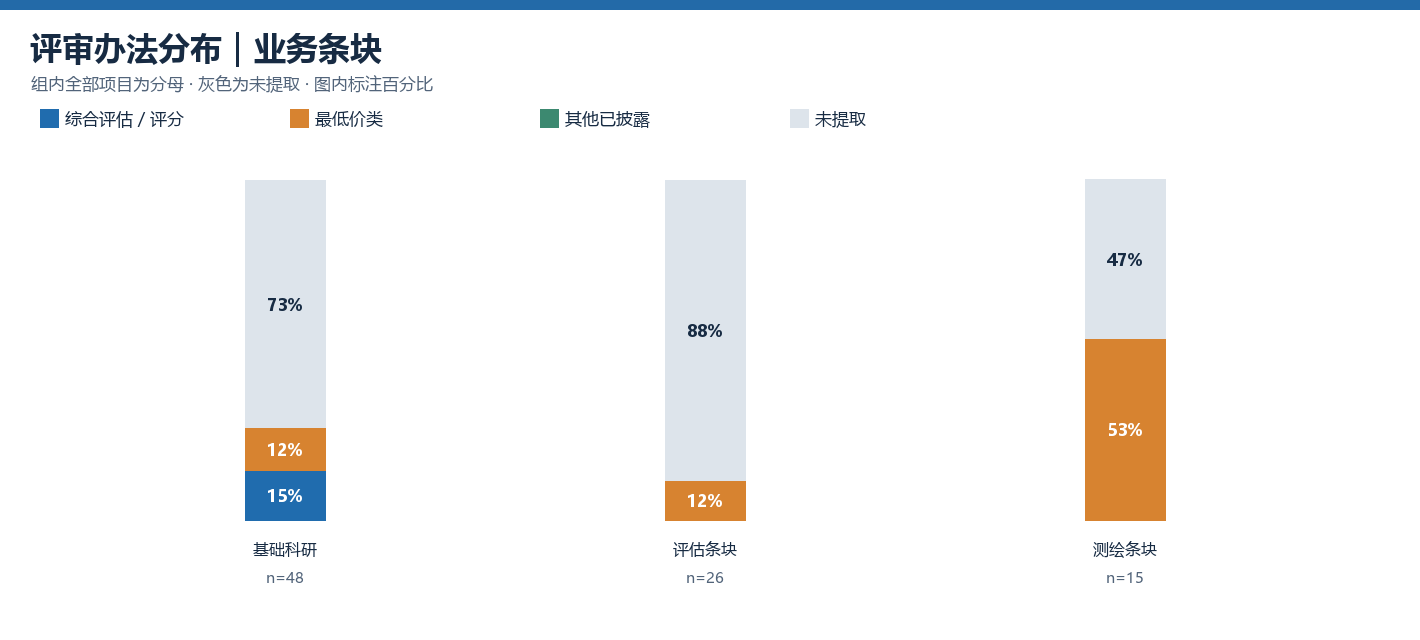 评审办法分布｜业务条块
组内全部项目为分母 · 灰色为未提取 · 图内标注百分比
综合评估 / 评分 最低价类 其他已披露 未提取
73% 88% 47%
12% 12% 53%
15%
基础科研 评估条块 测绘条块
n=48 n=26 n=15